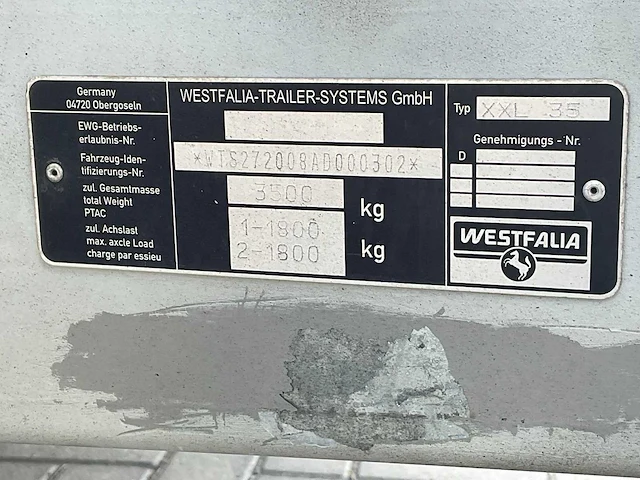 Germany
04720 Obergoseln
EWG-Betriebs-
erlaubnis-Nr.
Fahrzeug-Iden-
tifizierungs-Nr.
zul. Gesamtmasse
total Weight
PTAC
zul. Achslast
max. axcle Load
charge par essieu
WESTFALIA-TRAILER-SYSTEMS GmbH
*WTS272008AD000302*
3500 kg
1-1800
2-1800 kg
Typ XXL 35
Genehmigungs - Nr.
D
WESTFALIA